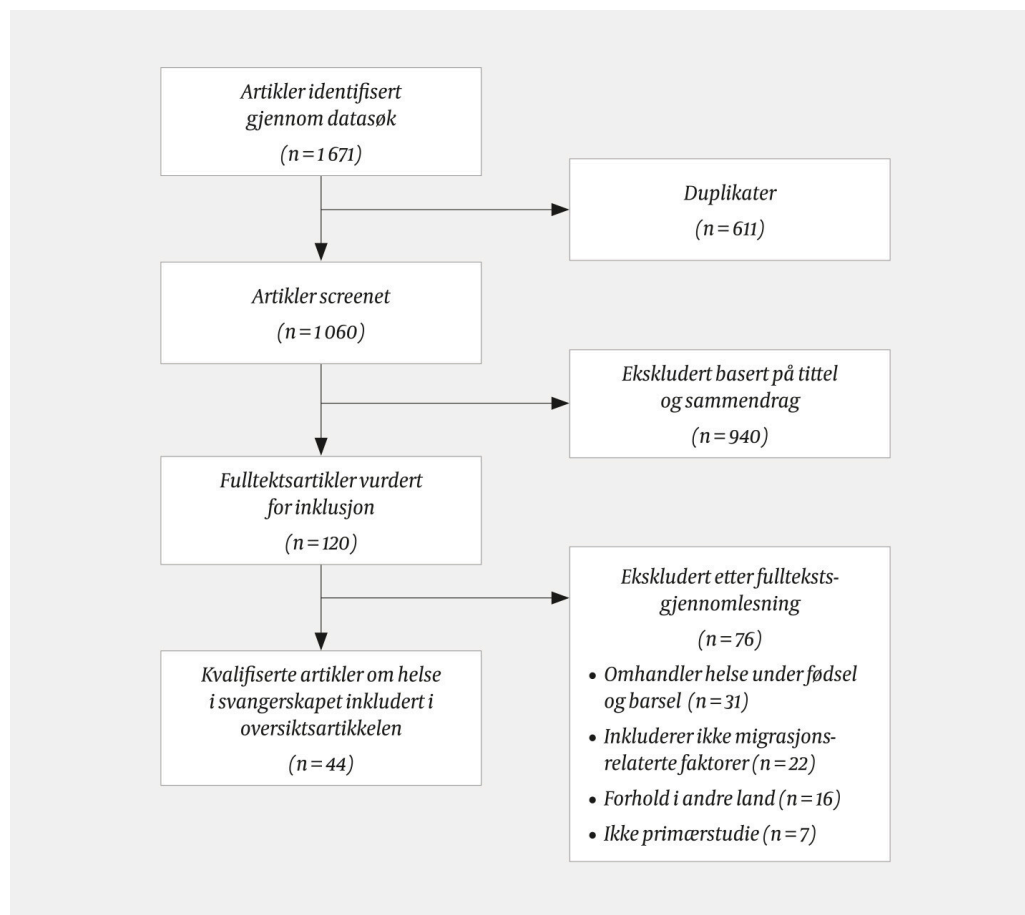 Artikler identifisert
gjennom datasøk
(n = 1 671)
Duplikater
(n = 611)
Artikler screenet
(n = 1 060)
Ekskludert basert på tittel
og sammendrag
(n = 940)
Fulltektsartikler vurdert
for inklusjon
(n = 120)
Ekskludert etter fulltekts-
gjennomlesning
(n = 76)
• Omhandler helse under fødsel
og barsel (n = 31)
• Inkluderer ikke migrasjons-
relaterte faktorer (n = 22)
• Forhold i andre land (n = 16)
• Ikke primærstudie (n = 7)
Kvalifiserte artikler om helse
i svangerskapet inkludert i
oversiktsartikkelen
(n = 44)